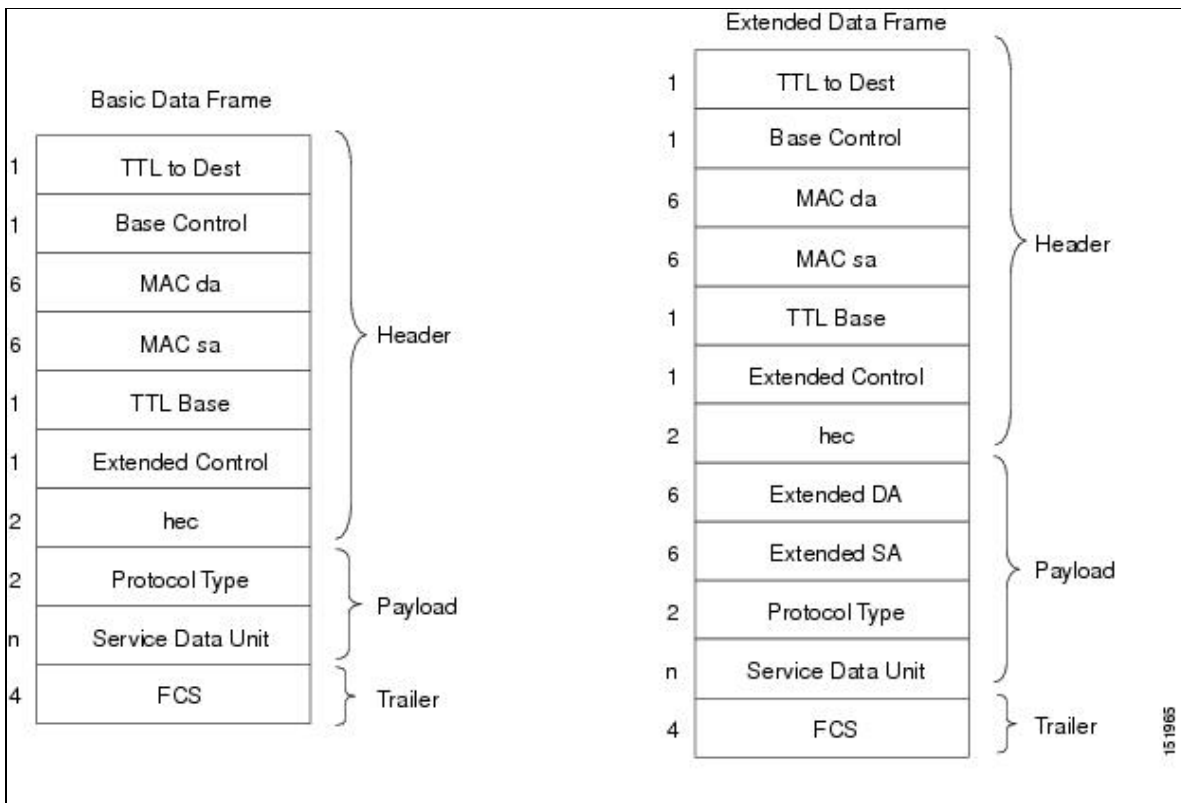 Basic Data Frame
1 TTL to Dest
1 Base Control
6 MAC da
6 MAC sa
1 TTL Base
1 Extended Control
2 hec
2 Protocol Type
n Service Data Unit
4 FCS
Header
Payload
Trailer
Extended Data Frame
1 TTL to Dest
1 Base Control
6 MAC da
6 MAC sa
1 TTL Base
1 Extended Control
2 hec
6 Extended DA
6 Extended SA
2 Protocol Type
n Service Data Unit
4 FCS
Header
Payload
Trailer
151965